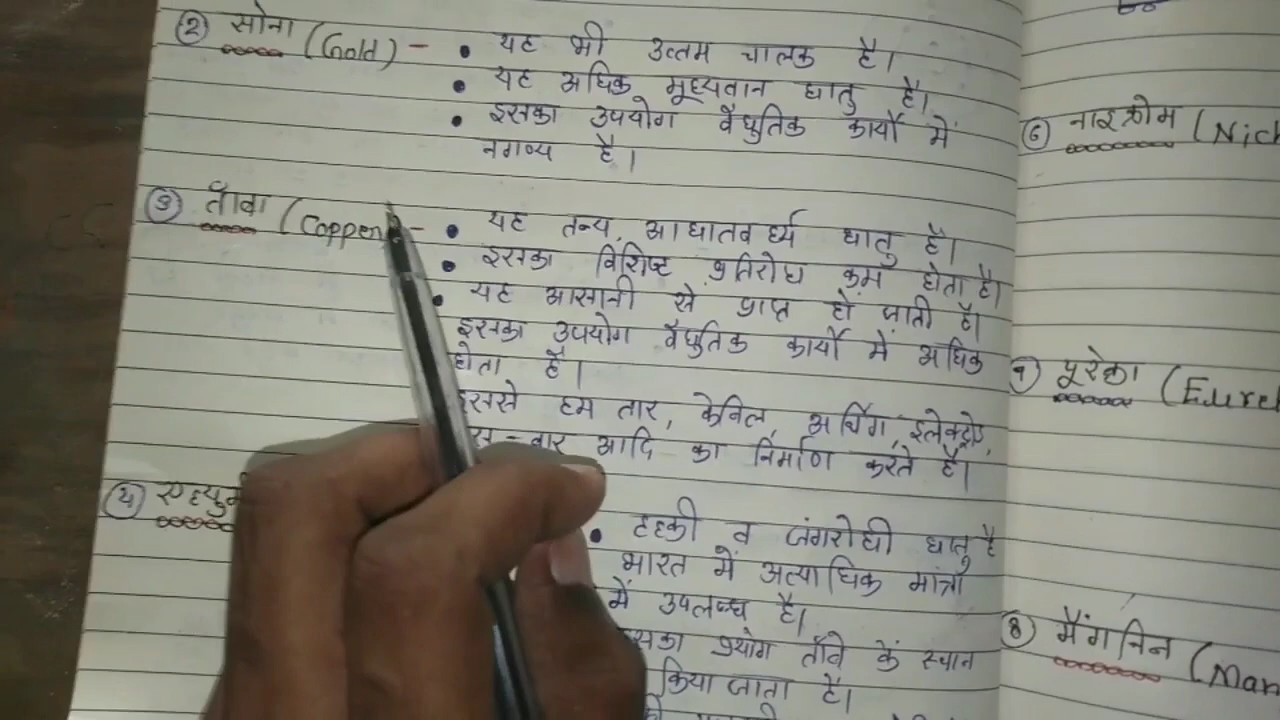 ② सोना (Gold) - • यह भी उत्तम चालक है।
• यह अधिक मूल्यवान धातु है।
• इसका उपयोग वैधुतिक कार्यो में
नगण्य है।
③ ताँबा (Copper) - • यह तन्य, आघातवर्ध्य धातु है।
• इसका विशिष्ट प्रतिरोध कम होता है।
• यह आसानी से प्राप्त हो जाती है।
इसका उपयोग वैधुतिक कार्यो में अधिक
होता है।
इससे हम तार, केबिल, अर्थिंग, इलेक्ट्रोड,
बार आदि का निर्माण करते है।
④
• हल्की व जंगरोधी धातु है
भारत में अत्याधिक मात्रा
में उपलब्ध है।
इसका प्रयोग ताँबे के स्थान
किया जाता है।
⑥ नाइक्रोम (Nich
⑦ यूरेका (Eurek
⑧ मैंगनिन (Man